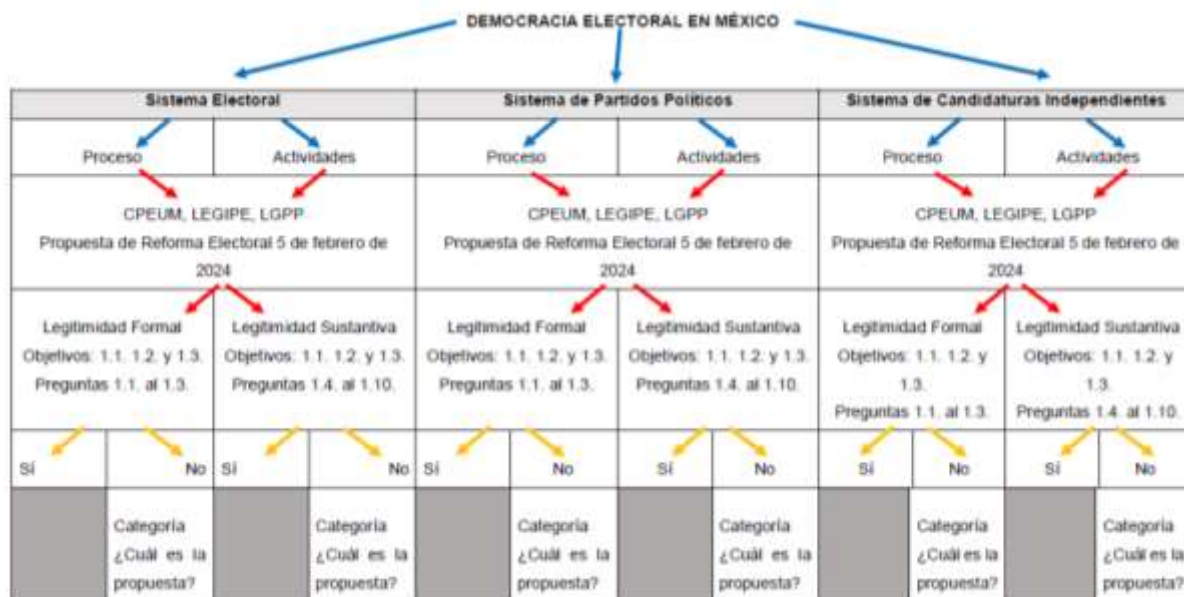 DEMOCRACIA ELECTORAL EN MÉXICO
Sistema Electoral
Sistema de Partidos Políticos
Sistema de Candidaturas Independientes
Proceso
Actividades
Proceso
Actividades
Proceso
Actividades
CPEUM, LEGIPE, LGPP
Propuesta de Reforma Electoral 5 de febrero de
2024
CPEUM, LEGIPE, LGPP
Propuesta de Reforma Electoral 5 de febrero de
2024
CPEUM, LEGIPE, LGPP
Propuesta de Reforma Electoral 5 de febrero de
2024
Legitimidad Formal
Objetivos: 1.1. 1.2. y 1.3.
Preguntas 1.1. al 1.3.
Legitimidad Sustantiva
Objetivos: 1.1. 1.2. y 1.3.
Preguntas 1.4. al 1.10.
Legitimidad Formal
Objetivos: 1.1. 1.2. y 1.3.
Preguntas 1.1. al 1.3.
Legitimidad Sustantiva
Objetivos: 1.1. 1.2. y 1.3.
Preguntas 1.4. al 1.10.
Legitimidad Formal
Objetivos: 1.1. 1.2. y
1.3.
Preguntas 1.1. al 1.3.
Legitimidad Sustantiva
Objetivos: 1.1. 1.2. y
1.3.
Preguntas 1.4. al 1.10.
Sí
No
Sí
No
Sí
No
Sí
No
Sí
No
Sí
No
Categoría
¿Cuál es la
propuesta?
Categoría
¿Cuál es la
propuesta?
Categoría
¿Cuál es la
propuesta?
Categoría
¿Cuál es la
propuesta?
Categoría
¿Cuál es la
propuesta?
Categoría
¿Cuál es la
propuesta?